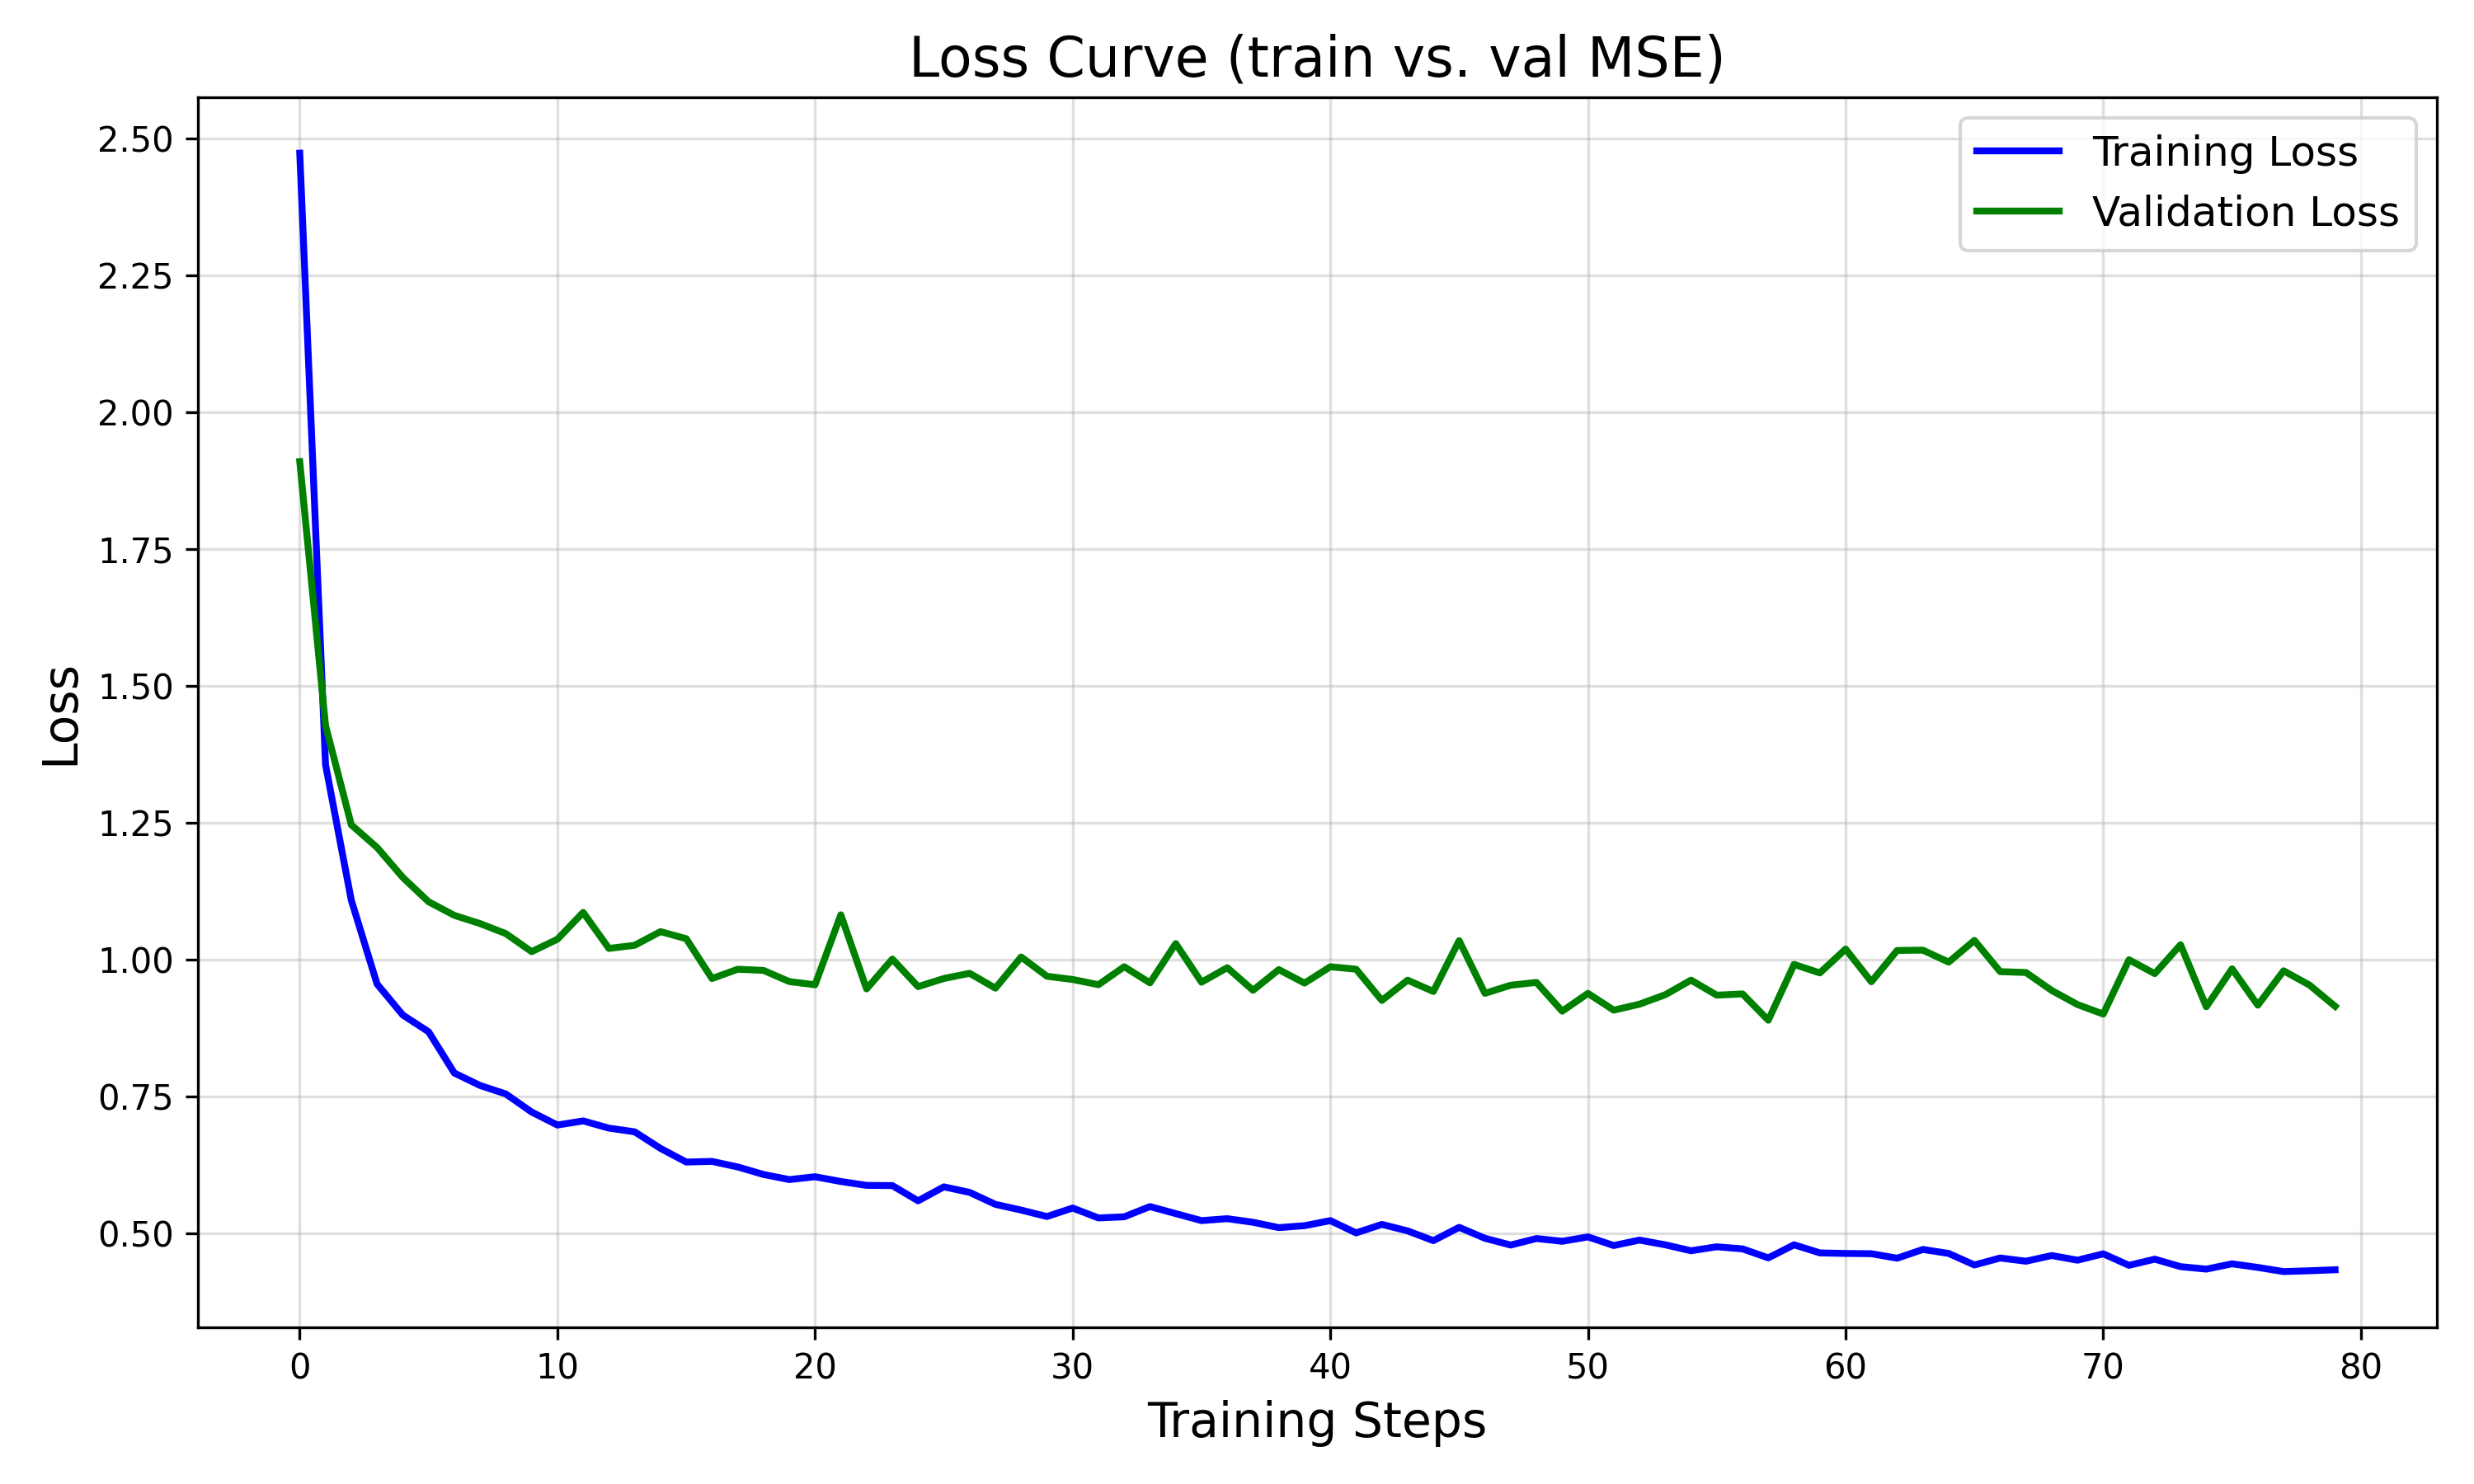 Loss Curve (train vs. val MSE)
Training Loss
Validation Loss
2.50
2.25
2.00
1.75
1.50
1.25
1.00
0.75
0.50
Loss
0 10 20 30 40 50 60 70 80
Training Steps